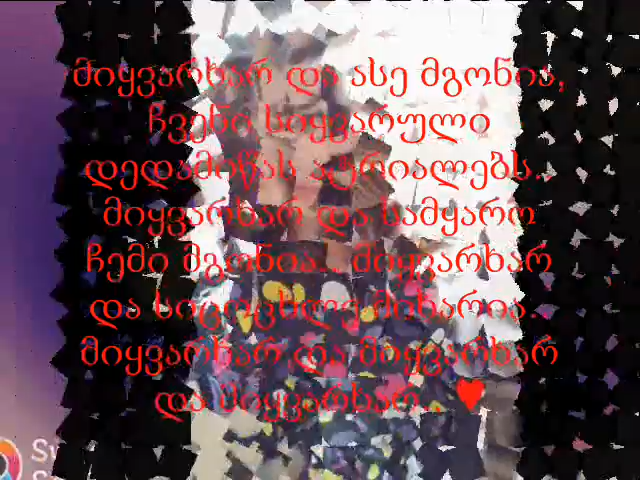 მიყვარხარ და ასე მგონია,
ჩვენი სიყვარული
დედამიწას ატრიალებს..
მიყვარხარ და სამყარო
ჩემი მგონია... მიყვარხარ
და სიცოცხლე მიხარია..
მიყვარხარ და მიყვარხარ
და მიყვარხარ... ♥